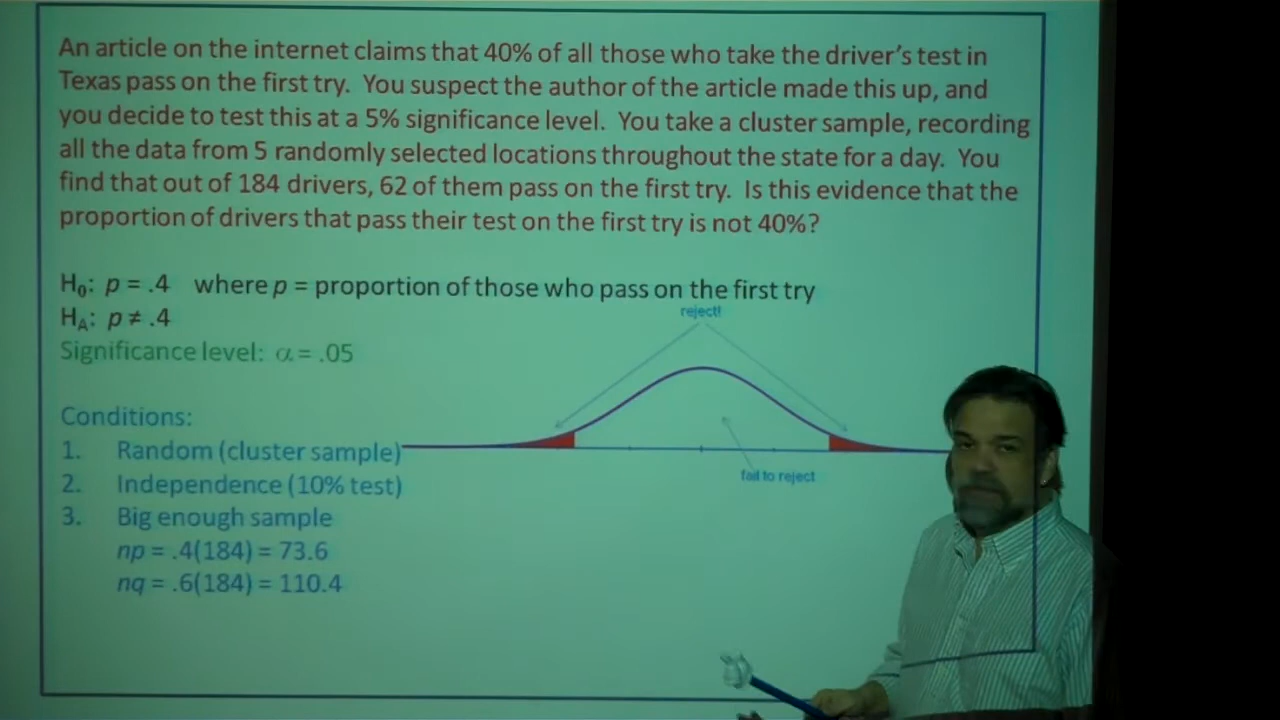 An article on the internet claims that 40% of all those who take the driver's test in
Texas pass on the first try. You suspect the author of the article made this up, and
you decide to test this at a 5% significance level. You take a cluster sample, recording
all the data from 5 randomly selected locations throughout the state for a day. You
find that out of 184 drivers, 62 of them pass on the first try. Is this evidence that the
proportion of drivers that pass their test on the first try is not 40%?
H₀: p = .4 where p = proportion of those who pass on the first try
Hₐ: p ≠ .4
reject!
Significance level: α = .05
Conditions:
1. Random (cluster sample)
fail to reject
2. Independence (10% test)
3. Big enough sample
np = .4(184) = 73.6
nq = .6(184) = 110.4